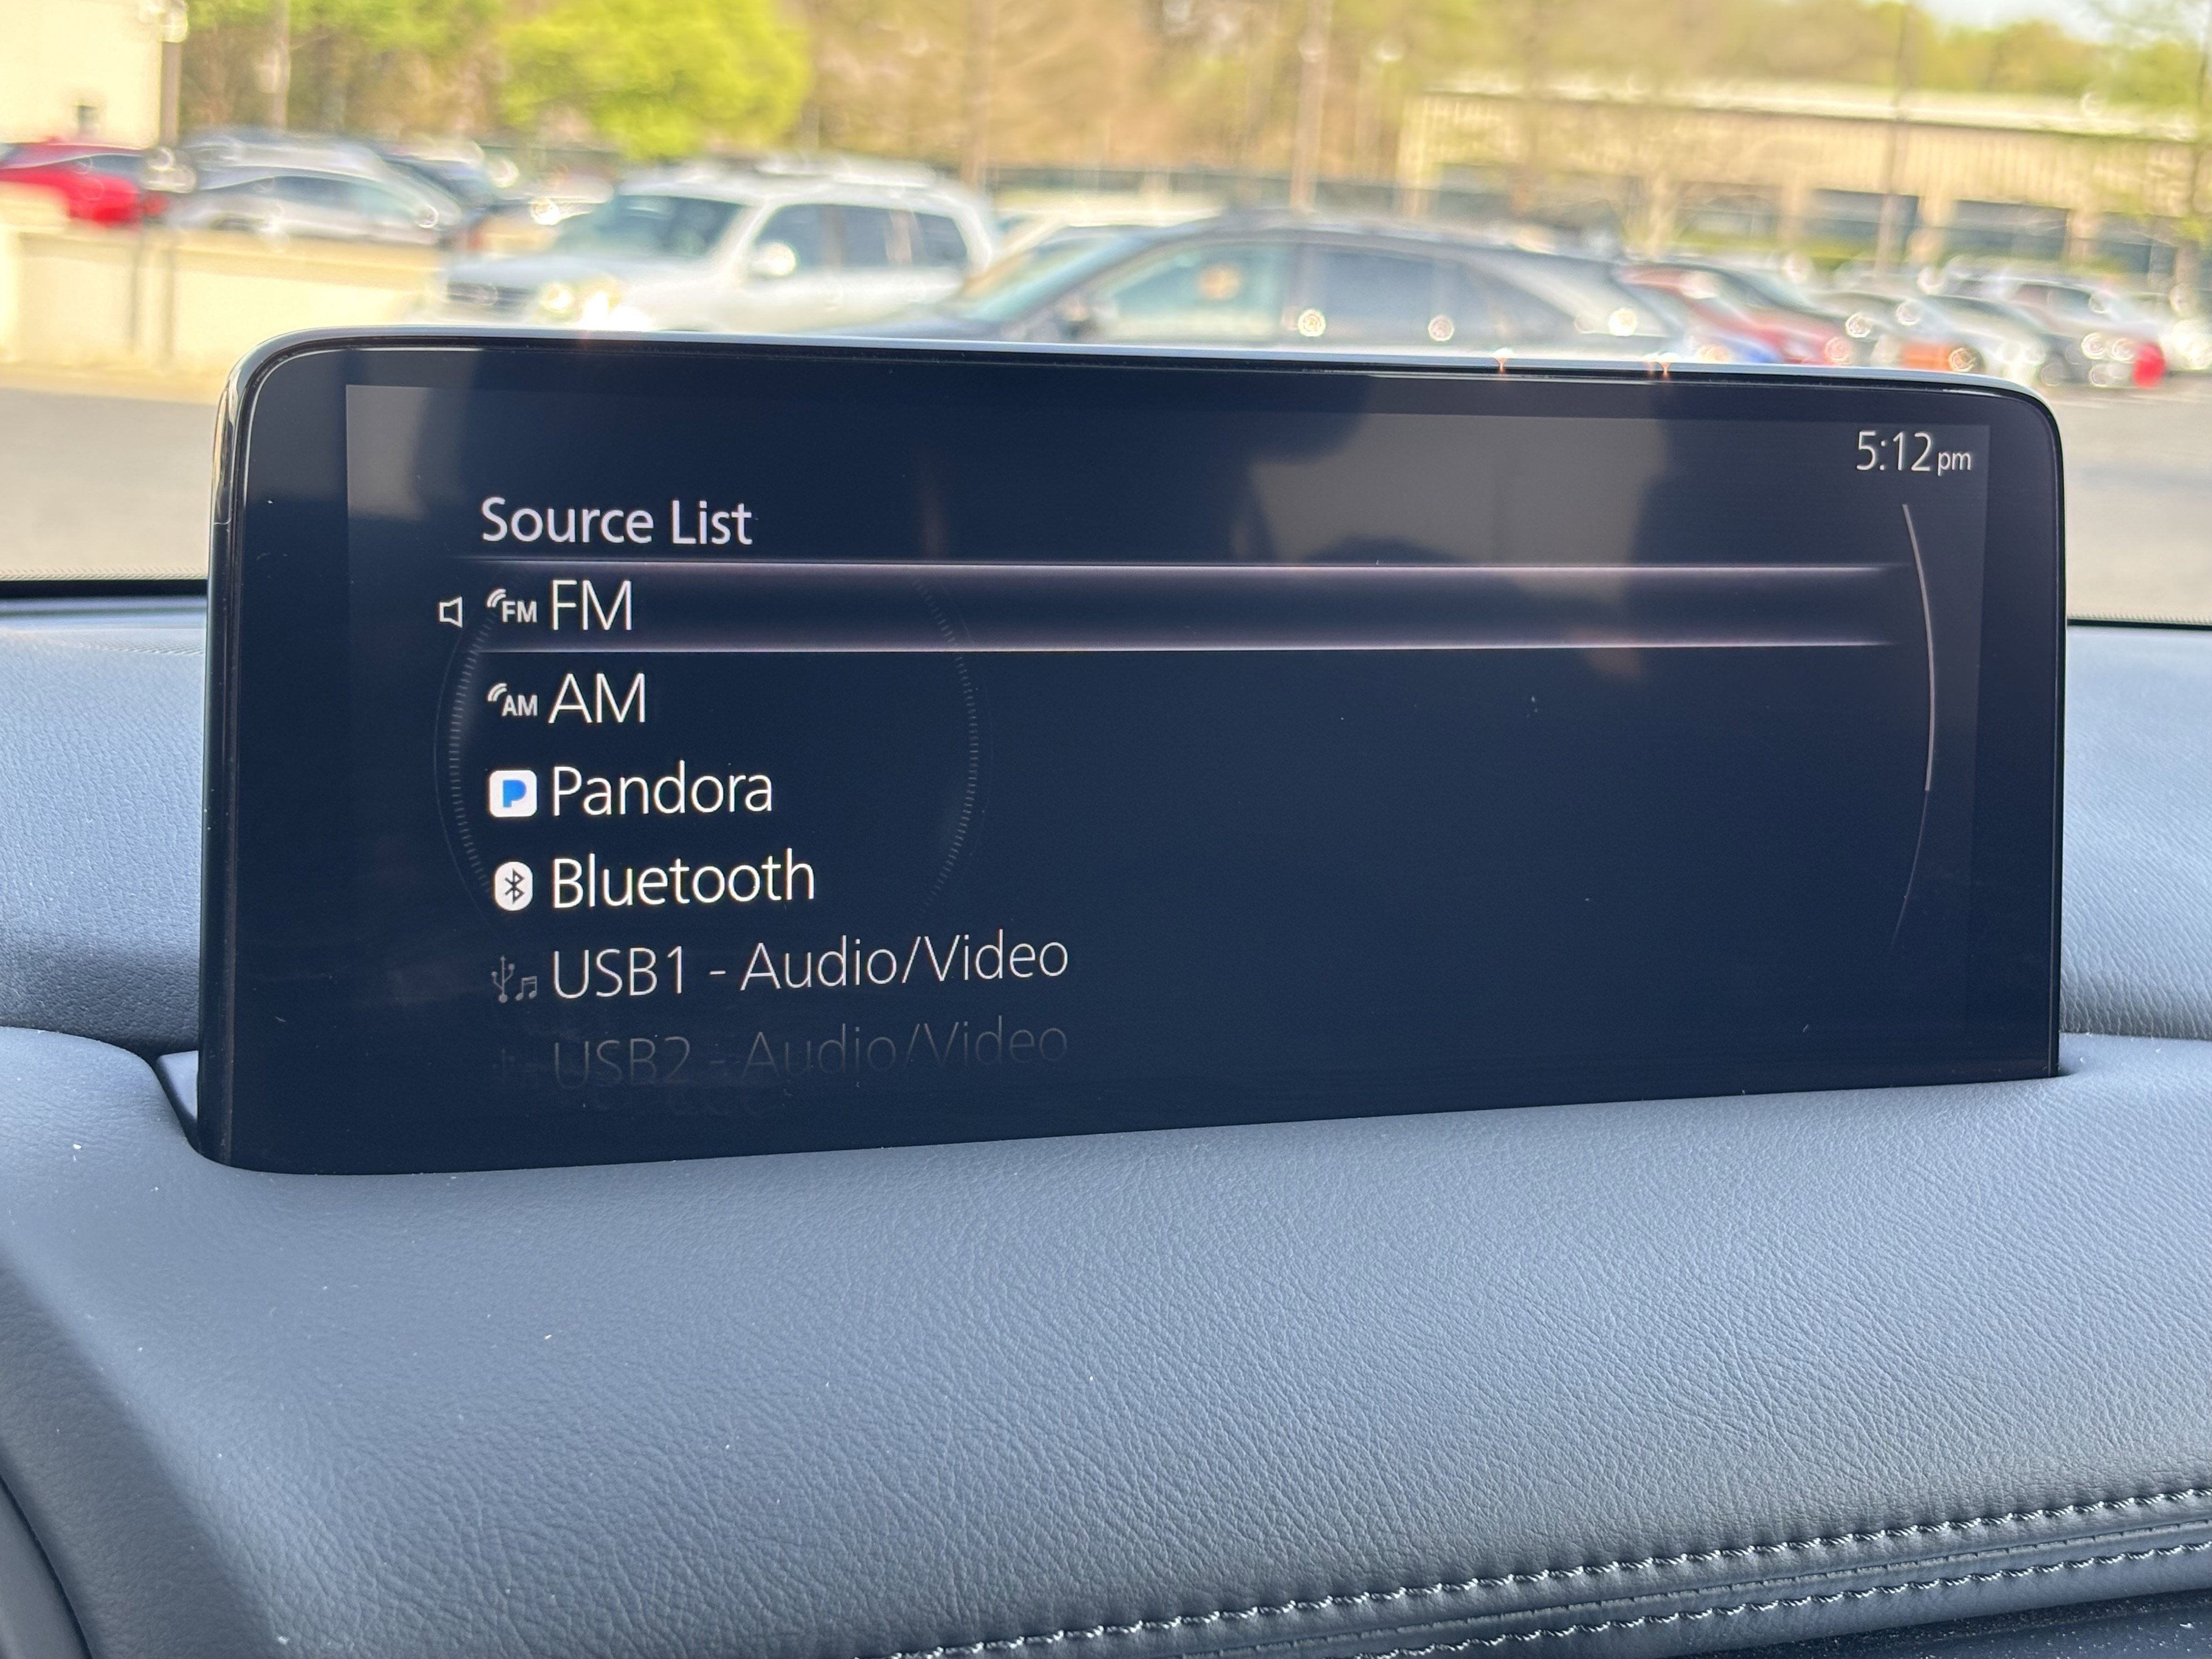 5:12pm
Source List
FM FM
AM AM
Pandora
Bluetooth
USB1 - Audio/Video
USB2 - Audio/Video